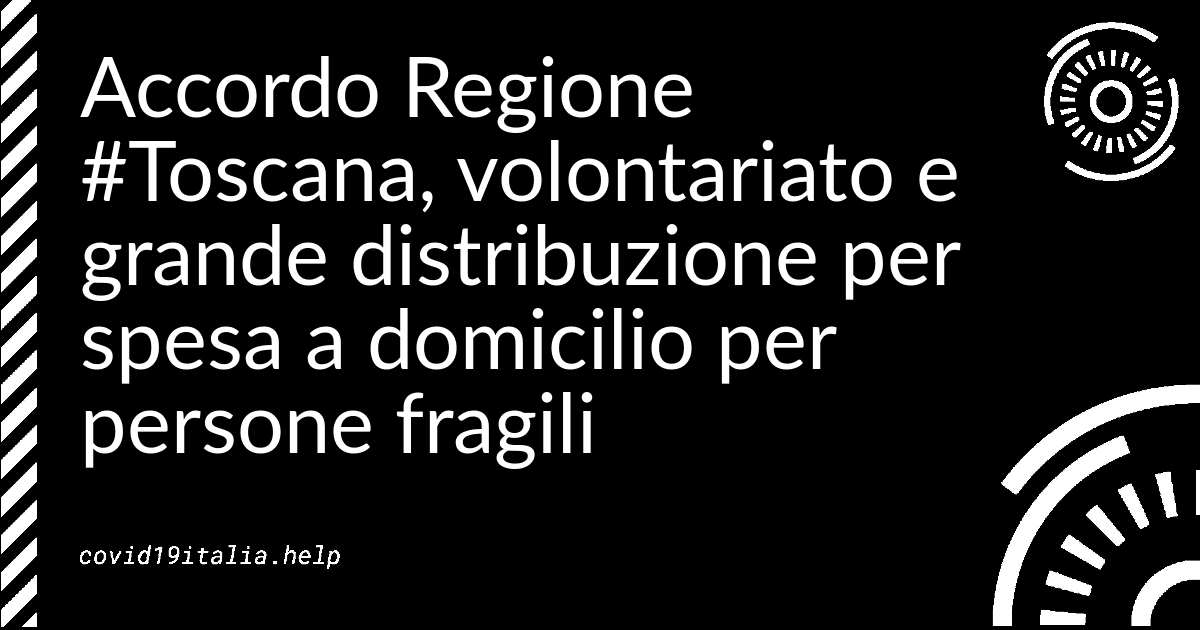 Accordo Regione
#Toscana, volontariato e
grande distribuzione per
spesa a domicilio per
persone fragili
covid19italia.help